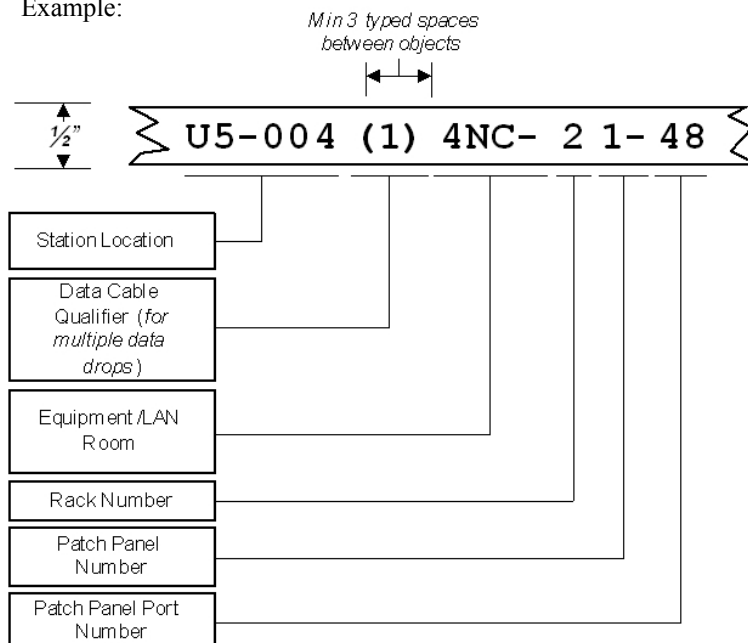 Example:
Min 3 typed spaces
between objects
½”
U5-004 (1) 4NC- 2 1- 48
Station Location
Data Cable
Qualifier (for
multiple data
drops)
Equipment/LAN
Room
Rack Number
Patch Panel
Number
Patch Panel Port
Number